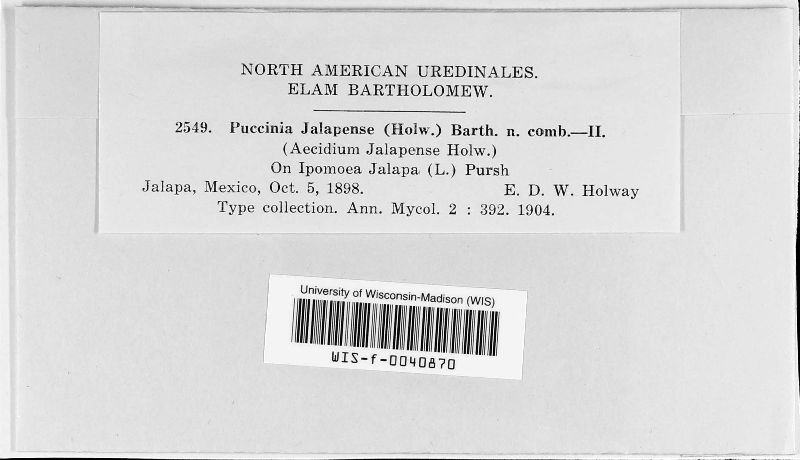 NORTH AMERICAN UREDINALES.
ELAM BARTHOLOMEW.
2549. Puccinia Jalapense (Holw.) Barth. n. comb.—II.
(Aecidium Jalapense Holw.)
On Ipomoea Jalapa (L.) Pursh
Jalapa, Mexico, Oct. 5, 1898. E. D. W. Holway
Type collection. Ann. Mycol. 2 : 392. 1904.
University of Wisconsin-Madison (WIS)
WIS-f-0040870